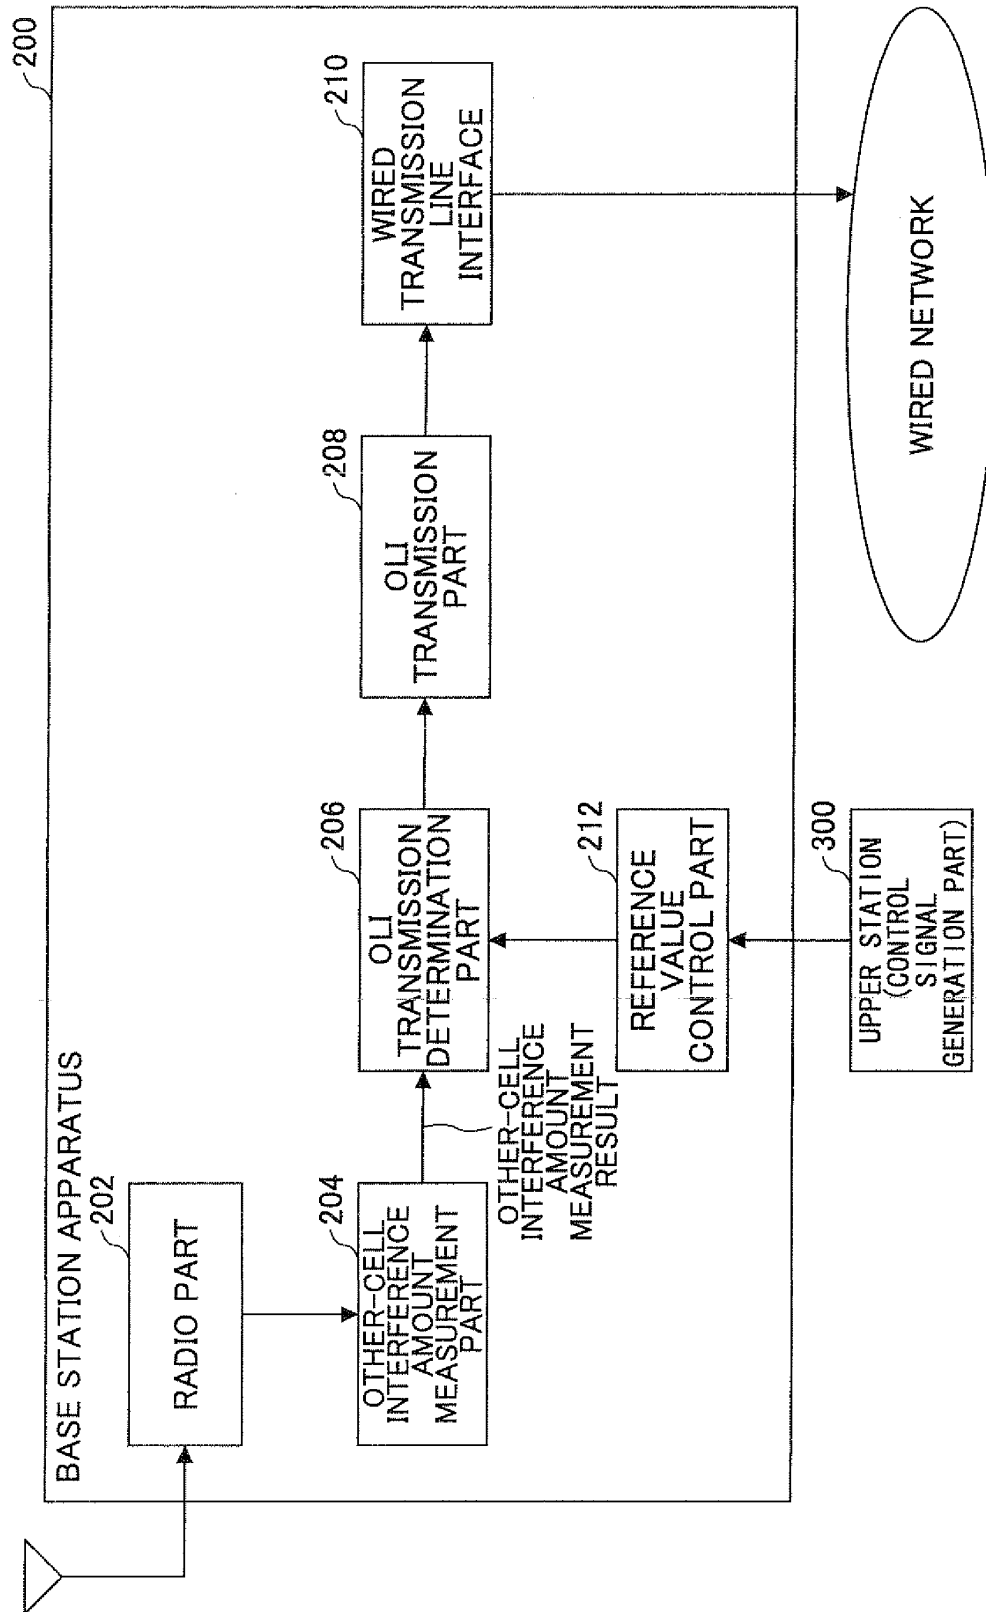 BASE STATION APPARATUS
200
202
RADIO PART
204
OTHER-CELL
INTERFERENCE
AMOUNT
MEASUREMENT
PART
OTHER-CELL
INTERFERENCE
AMOUNT
MEASUREMENT
RESULT
206
OLI
TRANSMISSION
DETERMINATION
PART
208
OLI
TRANSMISSION
PART
210
WIRED
TRANSMISSION
LINE
INTERFACE
212
REFERENCE
VALUE
CONTROL PART
300
UPPER STATION
(CONTROL
SIGNAL
GENERATION PART)
WIRED NETWORK